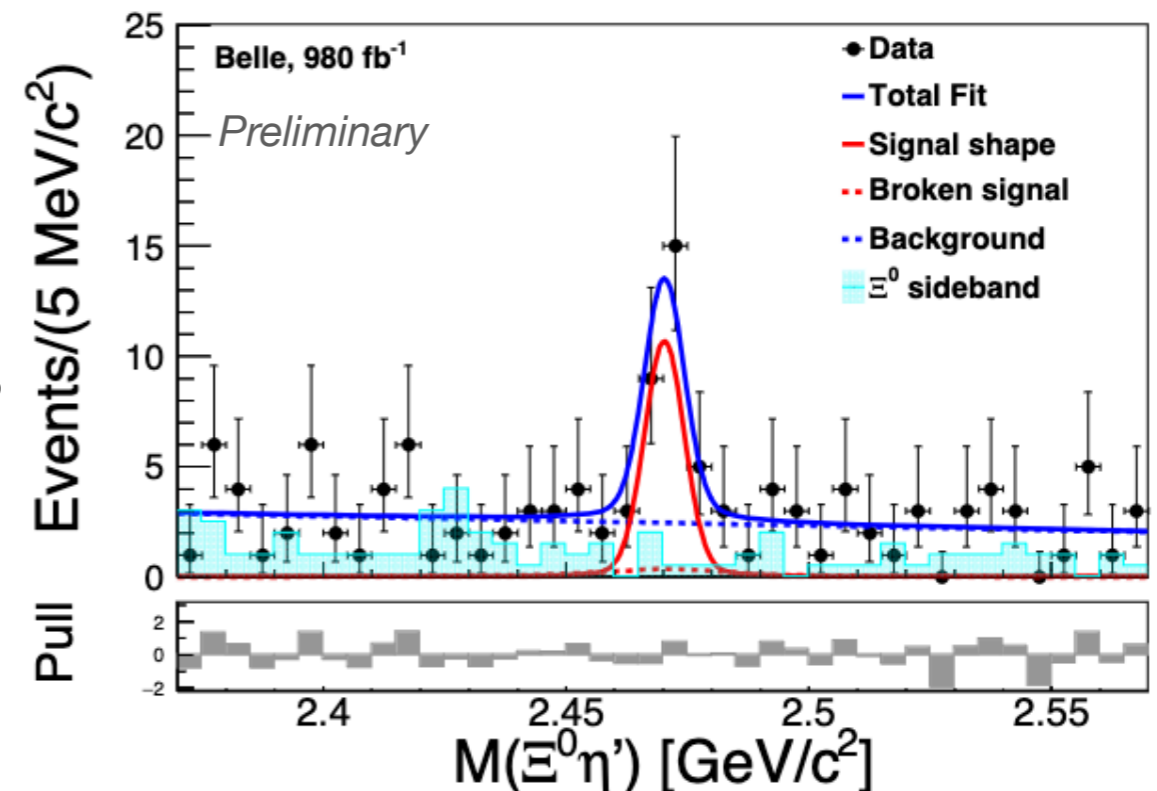 25
20
15
10
5
0
Events/(5 MeV/c²)
Belle, 980 fb⁻¹
Preliminary
Data
Total Fit
Signal shape
Broken signal
Background
Ξ⁰ sideband
Pull
2
0
−2
2.4 2.45 2.5 2.55
M(Ξ⁰η') [GeV/c²]